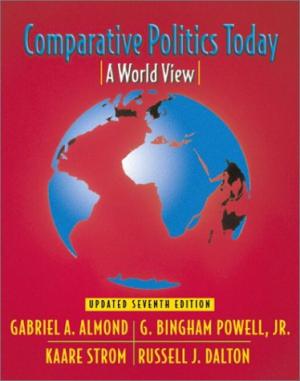 Comparative Politics Today
A World View
UPDATED SEVENTH EDITION
GABRIEL A. ALMOND G. BINGHAM POWELL, JR.
KAARE STROM RUSSELL J. DALTON